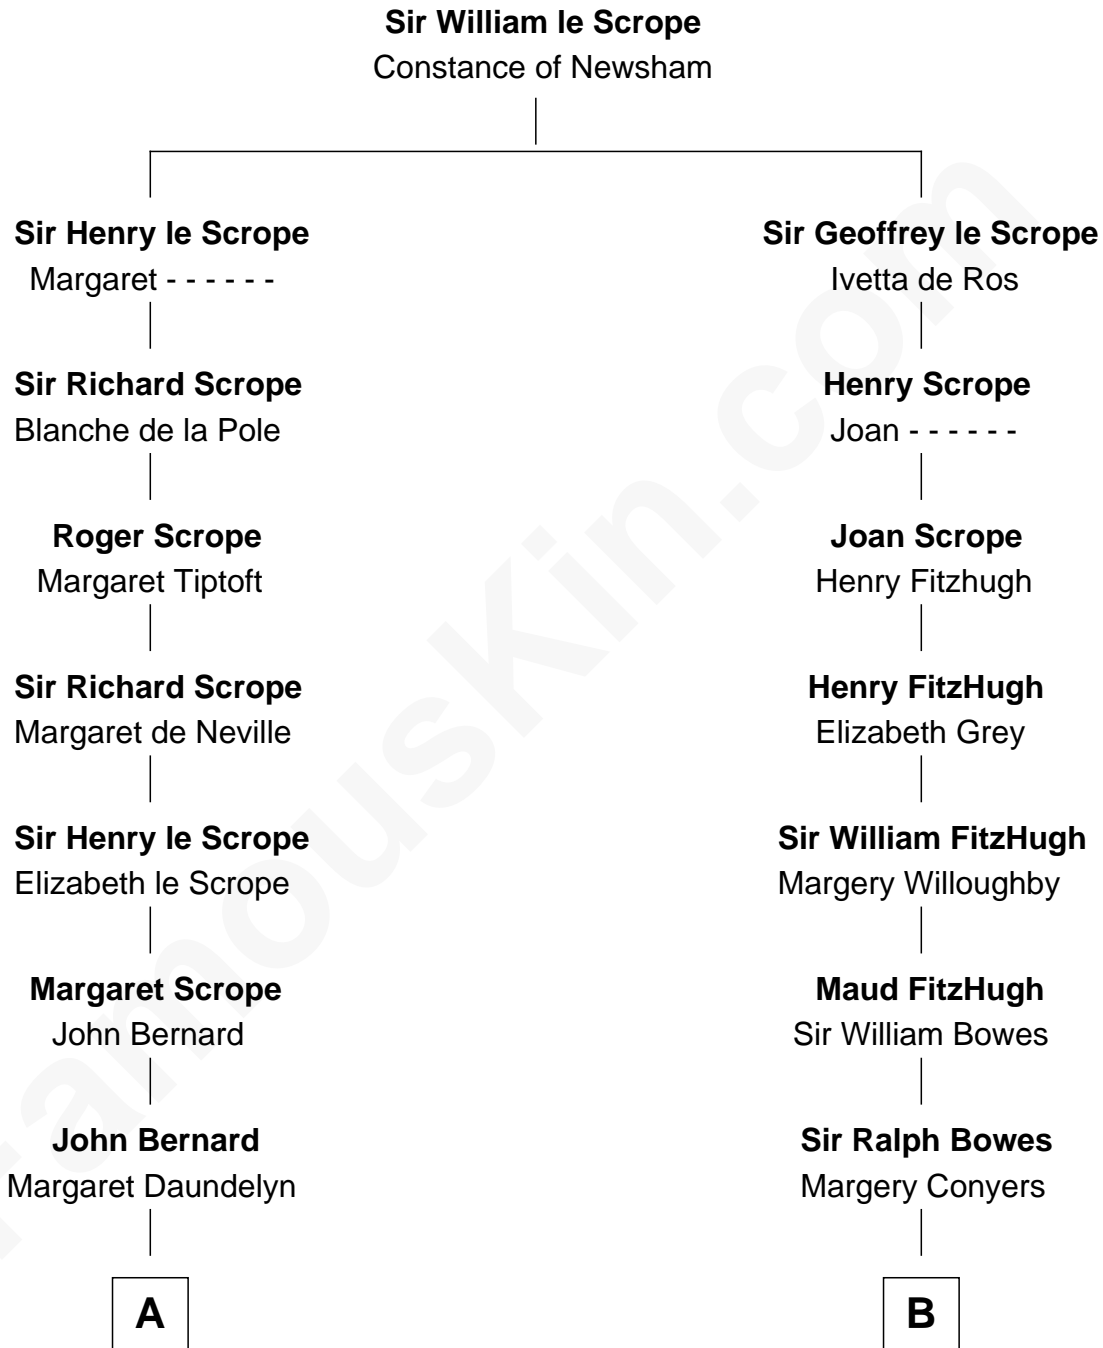 Sir William le Scrope
Constance of Newsham
Sir Henry le Scrope
Margaret - - - - - -
Sir Geoffrey le Scrope
Ivetta de Ros
Sir Richard Scrope
Blanche de la Pole
Henry Scrope
Joan - - - - - -
Roger Scrope
Margaret Tiptoft
Joan Scrope
Henry Fitzhugh
Sir Richard Scrope
Margaret de Neville
Henry FitzHugh
Elizabeth Grey
Sir Henry le Scrope
Elizabeth le Scrope
Sir William FitzHugh
Margery Willoughby
Margaret Scrope
John Bernard
Maud FitzHugh
Sir William Bowes
John Bernard
Margaret Daundelyn
Sir Ralph Bowes
Margery Conyers
A
B
FamousKin.com